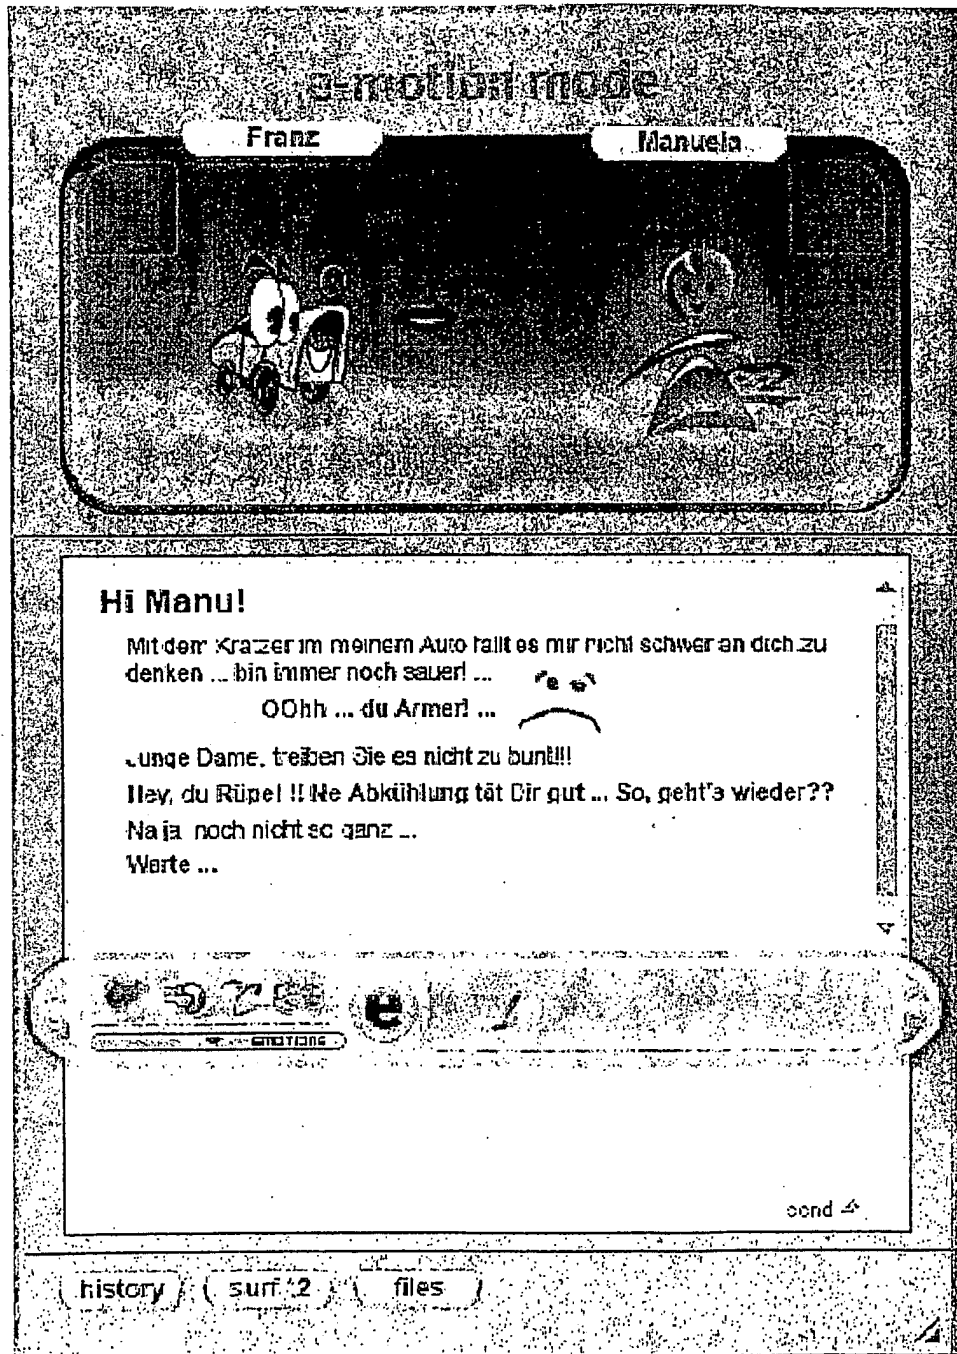 e-motion mode
Franz
Manuela
Hi Manu!
Mit dem Kratzer im meinem Auto fällt es mir nicht schwer an dich zu
denken ... bin immer noch sauer! ...
OOhh ... du Armer! ...
Junge Dame, treiben Sie es nicht zu bunt!!!
Hey, du Rüpel !! Ne Abkühlung tät Dir gut ... So, geht's wieder??
Na ja noch nicht so ganz ...
Warte ...
e
emotions
send
history
surf
2
files